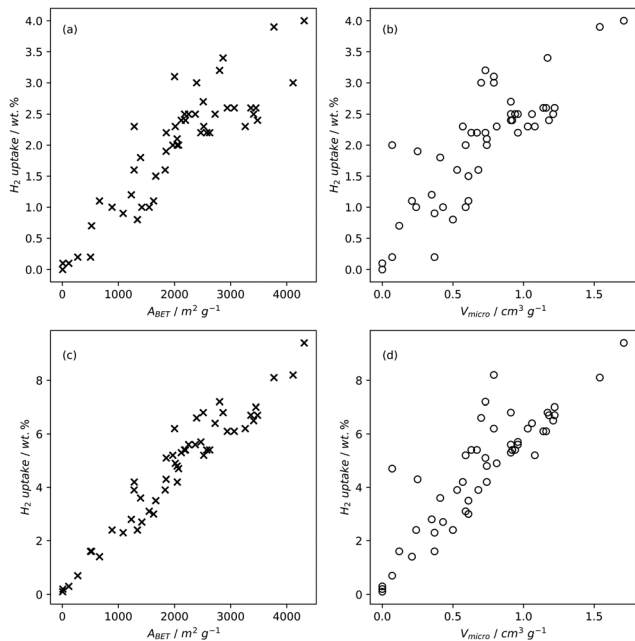 (a)
4.0
3.5
3.0
2.5
2.0
1.5
1.0
0.5
0.0
H₂ uptake / wt.%
0 1000 2000 3000 4000
A_BET / m² g⁻¹
(b)
4.0
3.5
3.0
2.5
2.0
1.5
1.0
0.5
0.0
H₂ uptake / wt.%
0.0 0.5 1.0 1.5
V_micro / cm³ g⁻¹
(c)
8
6
4
2
0
H₂ uptake / wt.%
0 1000 2000 3000 4000
A_BET / m² g⁻¹
(d)
8
6
4
2
0
H₂ uptake / wt.%
0.0 0.5 1.0 1.5
V_micro / cm³ g⁻¹